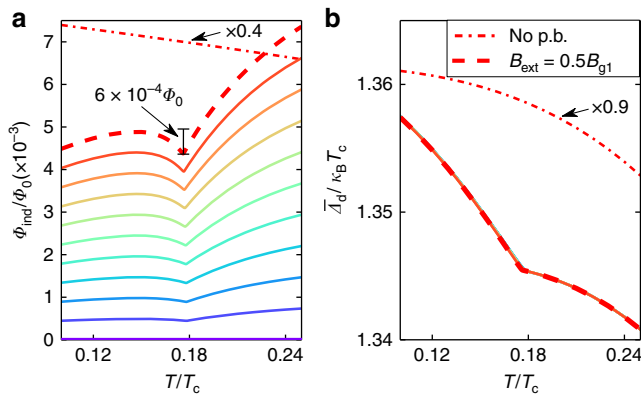 a
b
7
6
5
4
3
2
1
0
Φind/Φ0(×10−3)
×0.4
6 × 10−4Φ0
0.12
0.18
0.24
T/Tc
1.36
1.35
1.34
Δ̄d/κBTc
No p.b.
Bext = 0.5Bg1
×0.9
0.12
0.18
0.24
T/Tc